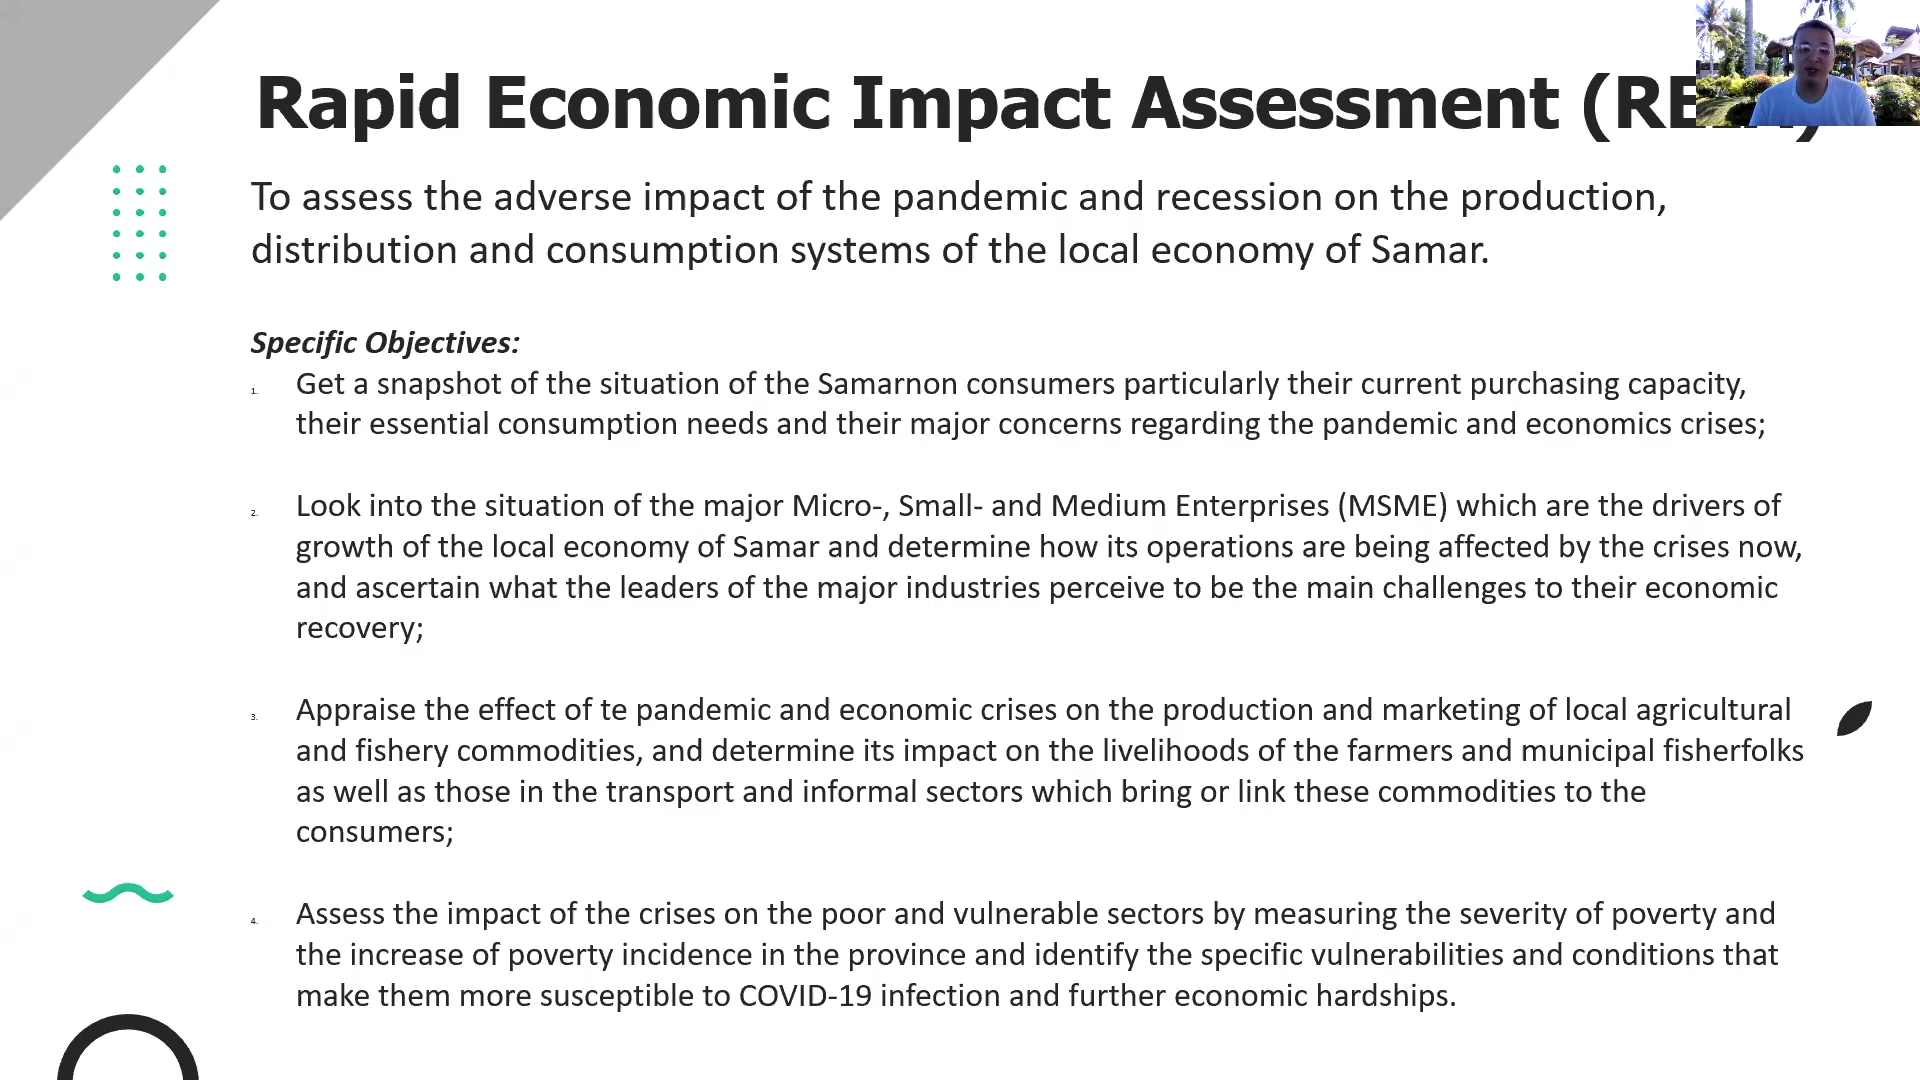 Rapid Economic Impact Assessment
To assess the adverse impact of the pandemic and recession on the production,
distribution and consumption systems of the local economy of Samar.
Specific Objectives:
1. Get a snapshot of the situation of the Samarnon consumers particularly their current purchasing capacity,
their essential consumption needs and their major concerns regarding the pandemic and economics crises;
2. Look into the situation of the major Micro-, Small- and Medium Enterprises (MSME) which are the drivers of
growth of the local economy of Samar and determine how its operations are being affected by the crises now,
and ascertain what the leaders of the major industries perceive to be the main challenges to their economic
recovery;
3. Appraise the effect of te pandemic and economic crises on the production and marketing of local agricultural
and fishery commodities, and determine its impact on the livelihoods of the farmers and municipal fisherfolks
as well as those in the transport and informal sectors which bring or link these commodities to the
consumers;
4. Assess the impact of the crises on the poor and vulnerable sectors by measuring the severity of poverty and
the increase of poverty incidence in the province and identify the specific vulnerabilities and conditions that
make them more susceptible to COVID-19 infection and further economic hardships.